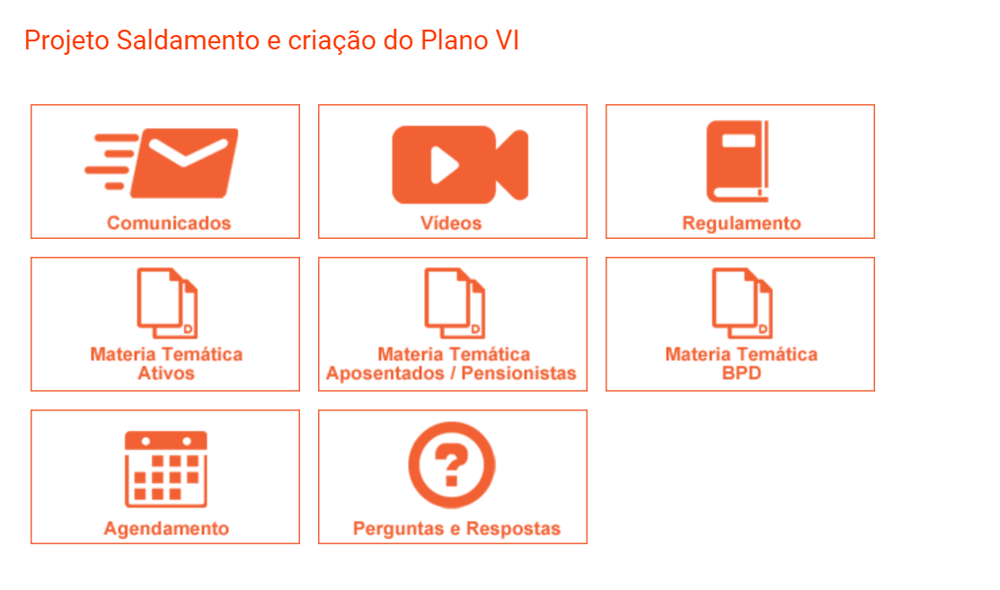 Projeto Saldamento e criação do Plano VI
Comunicados
Vídeos
Regulamento
Materia Temática
Ativos
Materia Temática
Aposentados / Pensionistas
Materia Temática
BPD
Agendamento
Perguntas e Respostas